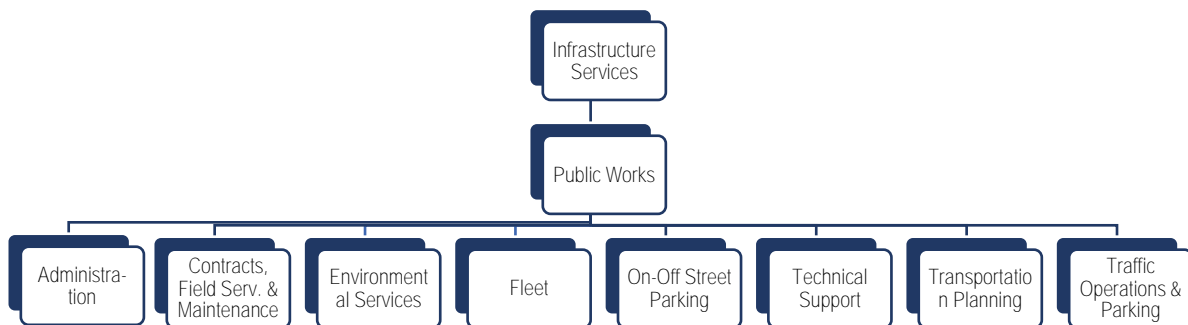 Infrastructure
Services
Public Works
Administra-
tion
Contracts,
Field Serv. &
Maintenance
Environment
al Services
Fleet
On-Off Street
Parking
Technical
Support
Transportatio
n Planning
Traffic
Operations &
Parking